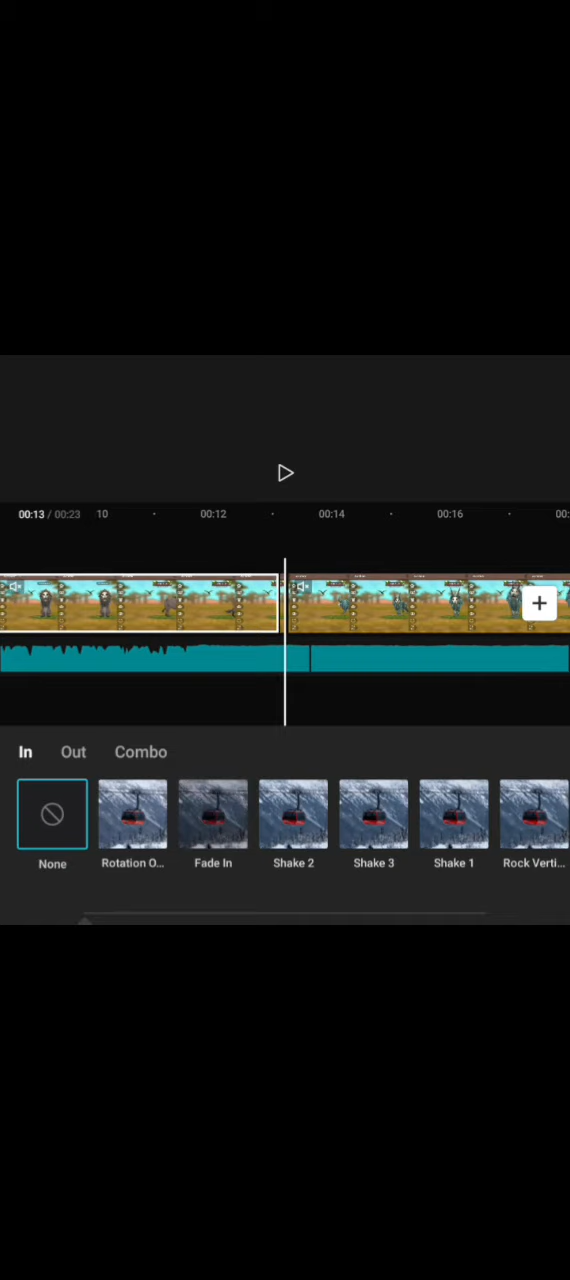 00:13 / 00:23 10 00:12 00:14 00:16 00:
In Out Combo
None Rotation O... Fade In Shake 2 Shake 3 Shake 1 Rock Verti...